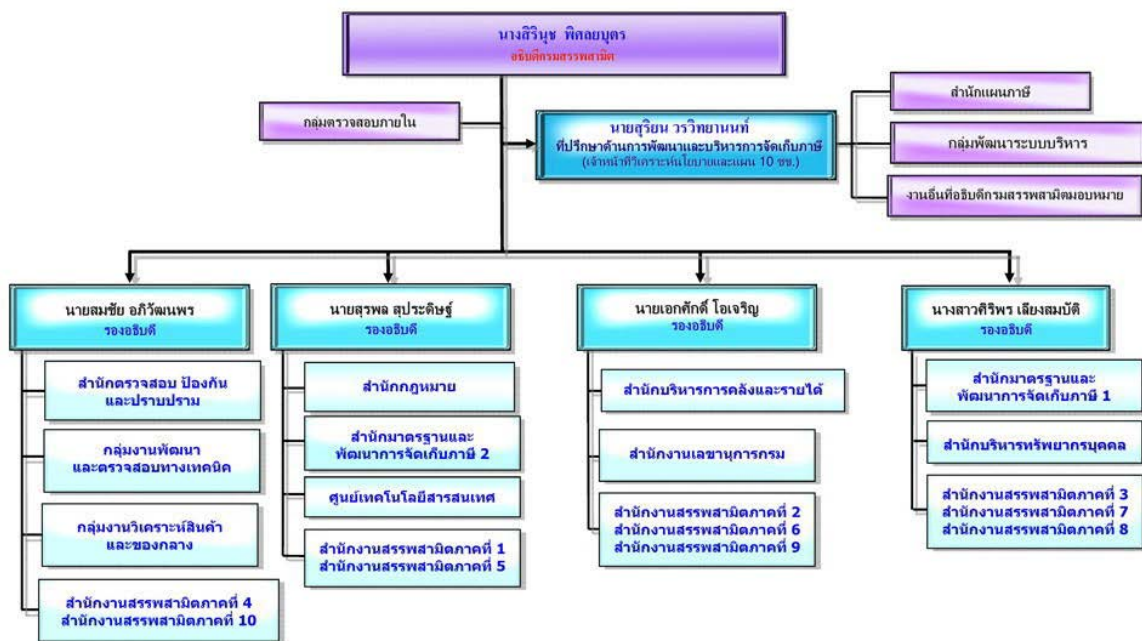 นางสิรินุช พิศลยบุตร
อธิบดีกรมสรรพสามิต
กลุ่มตรวจสอบภายใน
นายสุริยน วรวิทยานนท์
ที่ปรึกษาด้านการพัฒนาและบริหารการจัดเก็บภาษี
(เจ้าหน้าที่วิเคราะห์นโยบายและแผน 10 ชช.)
สำนักแผนภาษี
กลุ่มพัฒนาระบบบริหาร
งานอื่นที่อธิบดีกรมสรรพสามิตมอบหมาย
นายสมชัย อภิวัฒนพร
รองอธิบดี
สำนักตรวจสอบ ป้องกัน
และปราบปราม
กลุ่มงานพัฒนา
และตรวจสอบทางเทคนิค
กลุ่มงานวิเคราะห์สินค้า
และของกลาง
สำนักงานสรรพสามิตภาคที่ 4
สำนักงานสรรพสามิตภาคที่ 10
นายสุรพล สุประดิษฐ์
รองอธิบดี
สำนักกฎหมาย
สำนักมาตรฐานและ
พัฒนาการจัดเก็บภาษี 2
ศูนย์เทคโนโลยีสารสนเทศ
สำนักงานสรรพสามิตภาคที่ 1
สำนักงานสรรพสามิตภาคที่ 5
นายเอกศักดิ์ โอเจริญ
รองอธิบดี
สำนักบริหารการคลังและรายได้
สำนักงานเลขานุการกรม
สำนักงานสรรพสามิตภาคที่ 2
สำนักงานสรรพสามิตภาคที่ 6
สำนักงานสรรพสามิตภาคที่ 9
นางสาวศิริพร เลียงสมบัติ
รองอธิบดี
สำนักมาตรฐานและ
พัฒนาการจัดเก็บภาษี 1
สำนักบริหารทรัพยากรบุคคล
สำนักงานสรรพสามิตภาคที่ 3
สำนักงานสรรพสามิตภาคที่ 7
สำนักงานสรรพสามิตภาคที่ 8